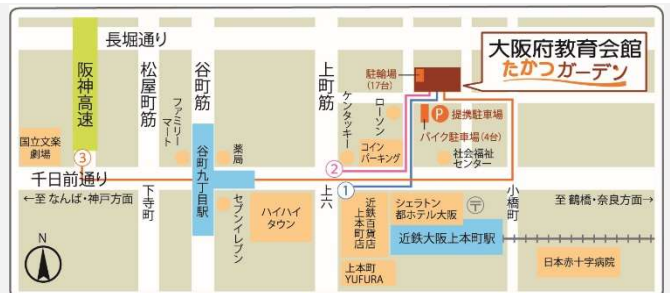 長堀通り
阪神高速
松屋町筋
谷町筋
上町筋
大阪府教育会館
たかつガーデン
駐輪場
(17台)
ファミリーマート
ケンタッキー
ローソン
P 提携駐車場
バイク駐車場(4台)
国立文楽
劇場
③
谷町九丁目駅
薬局
②
コイン
パーキング
社会福祉
センター
千日前通り
①
←至 なんば・神戸方面
下寺町
セブンイレブン
ハイハイ
タウン
上六
近鉄百貨店
上本町店
シェラトン
都ホテル大阪
〒
小橋町
至 鶴橋・奈良方面→
近鉄大阪上本町駅
N
上本町
YUFURA
日本赤十字病院